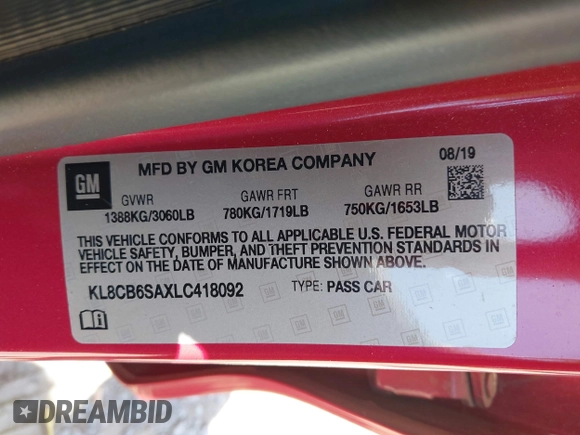 GM
MFD BY GM KOREA COMPANY
08/19
GVWR GAWR FRT GAWR RR
1388KG/3060LB 780KG/1719LB 750KG/1653LB
THIS VEHICLE CONFORMS TO ALL APPLICABLE U.S. FEDERAL MOTOR
VEHICLE SAFETY, BUMPER, AND THEFT PREVENTION STANDARDS IN
EFFECT ON THE DATE OF MANUFACTURE SHOWN ABOVE.
KL8CB6SAXLC418092 TYPE: PASS CAR
DREAMBID